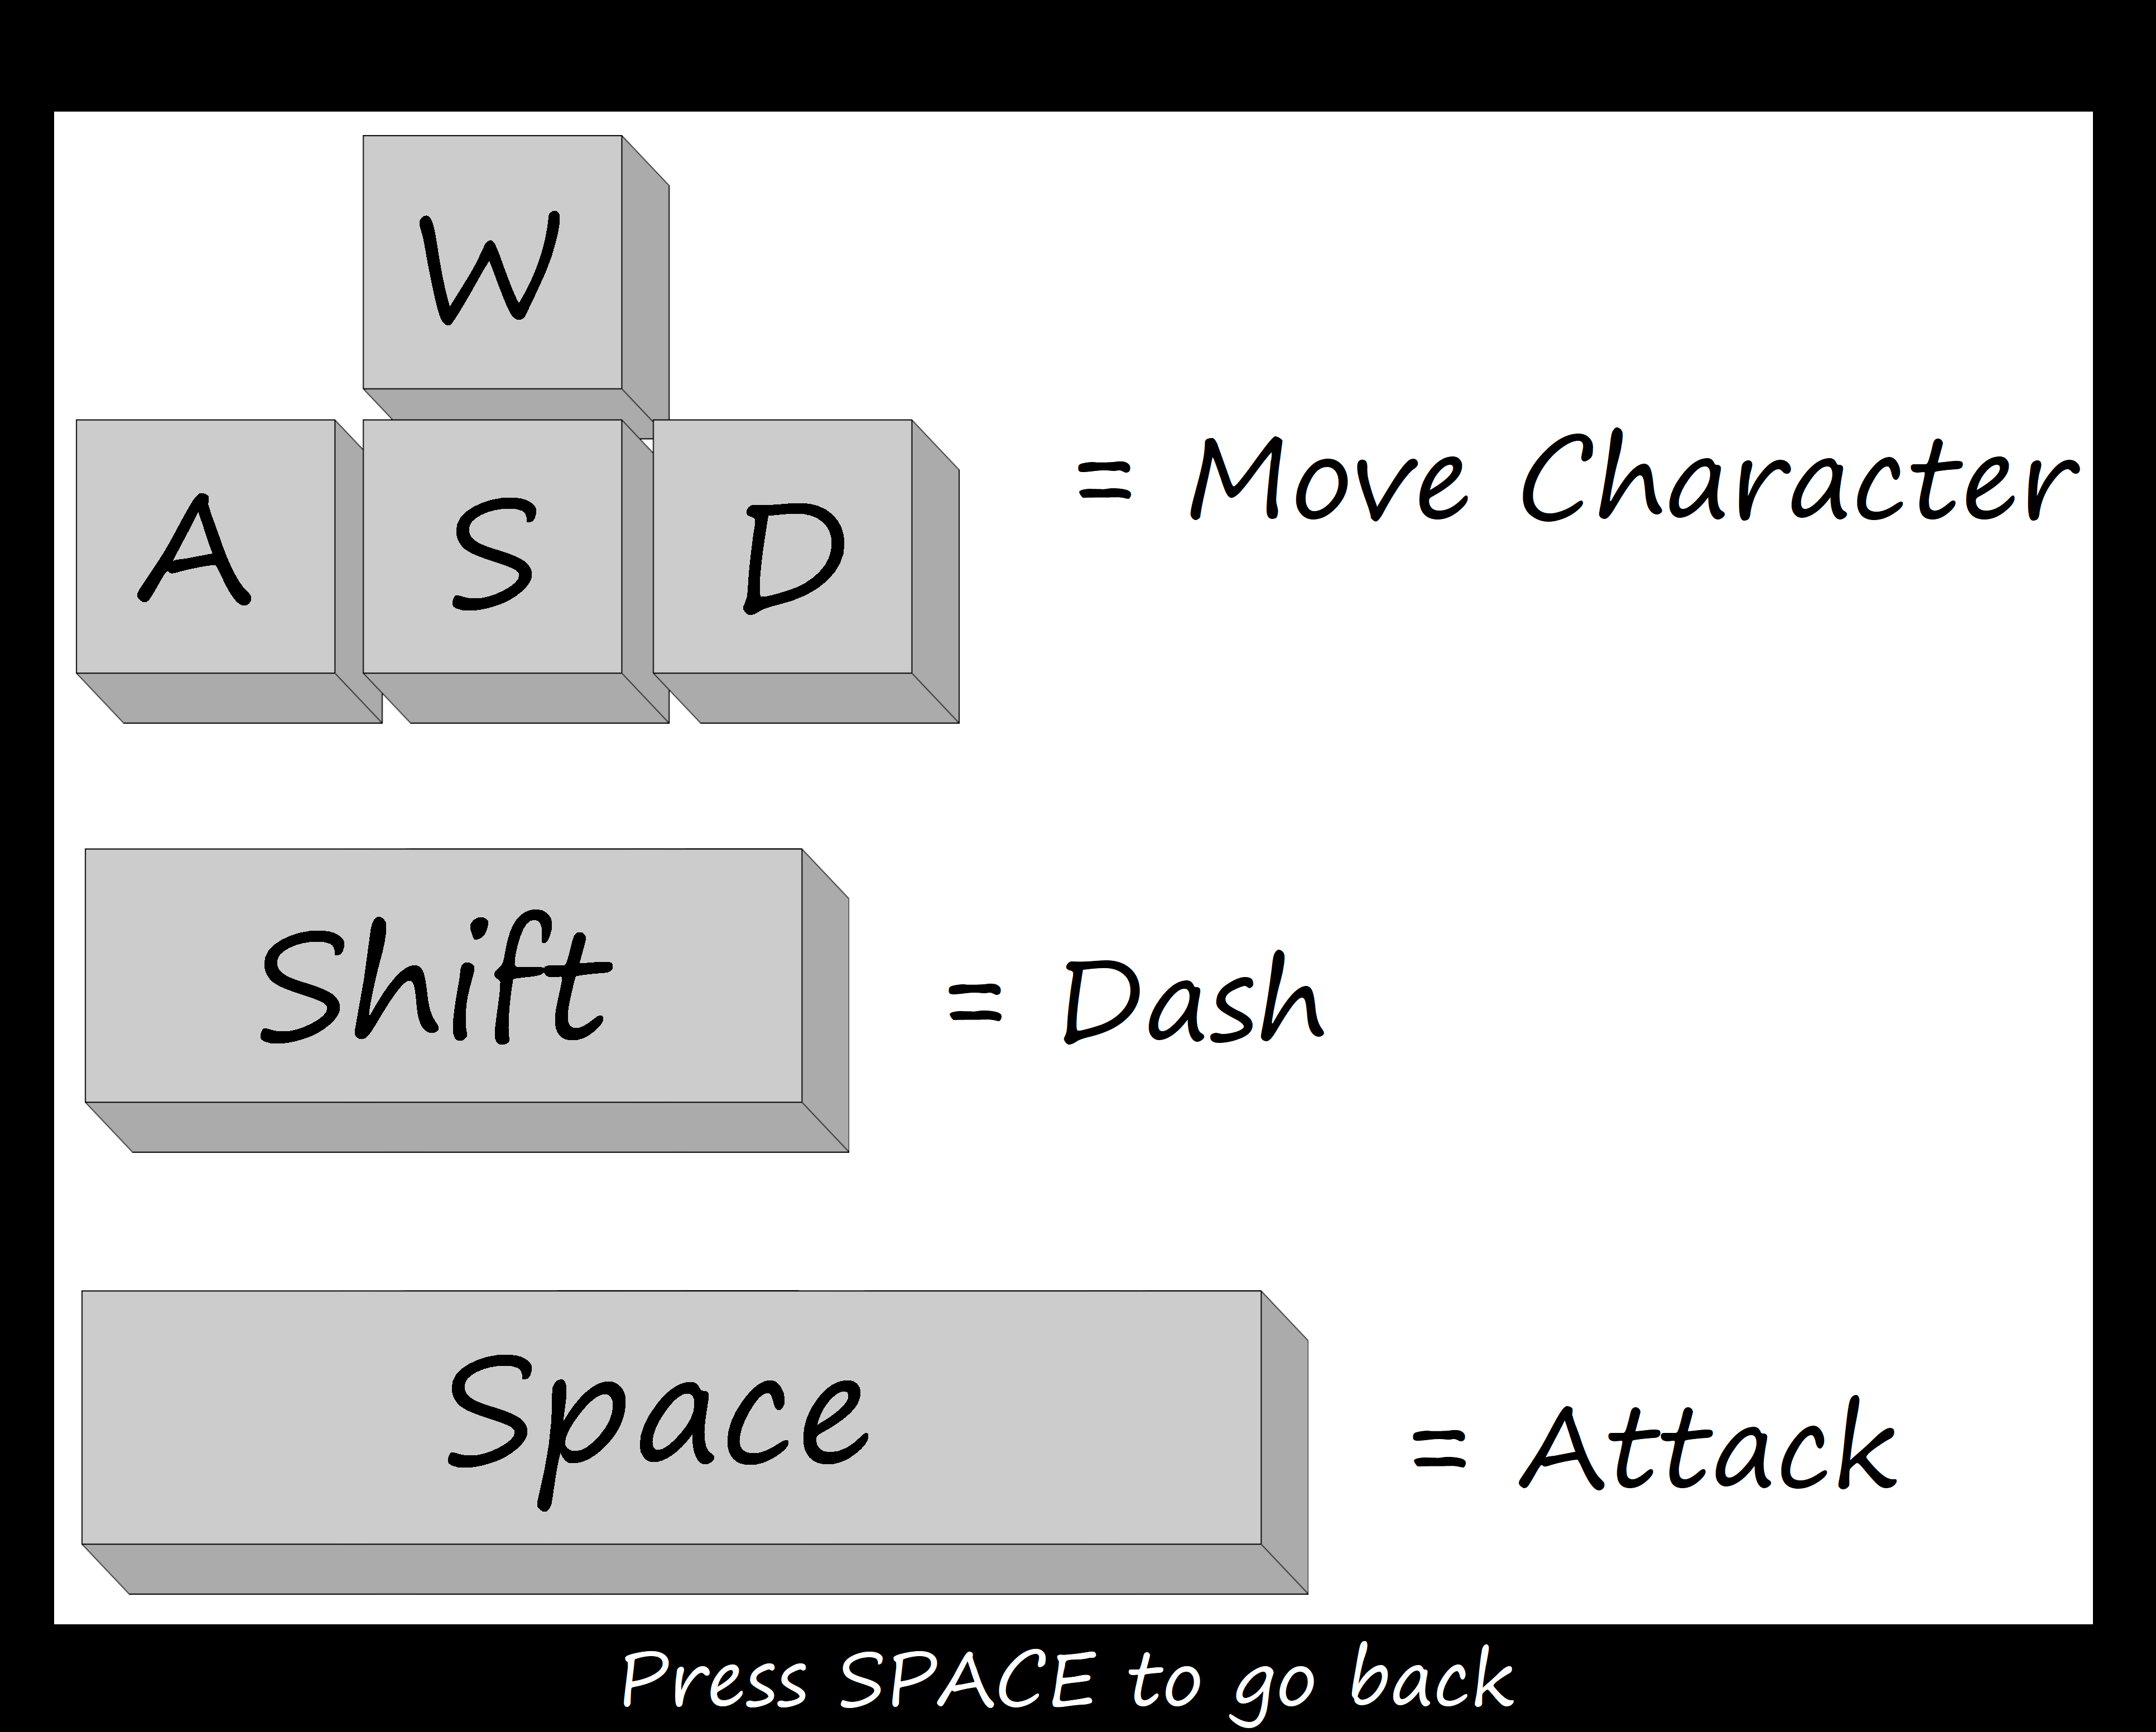 W
A S D = Move Character
Shift = Dash
Space = Attack
Press SPACE to go back